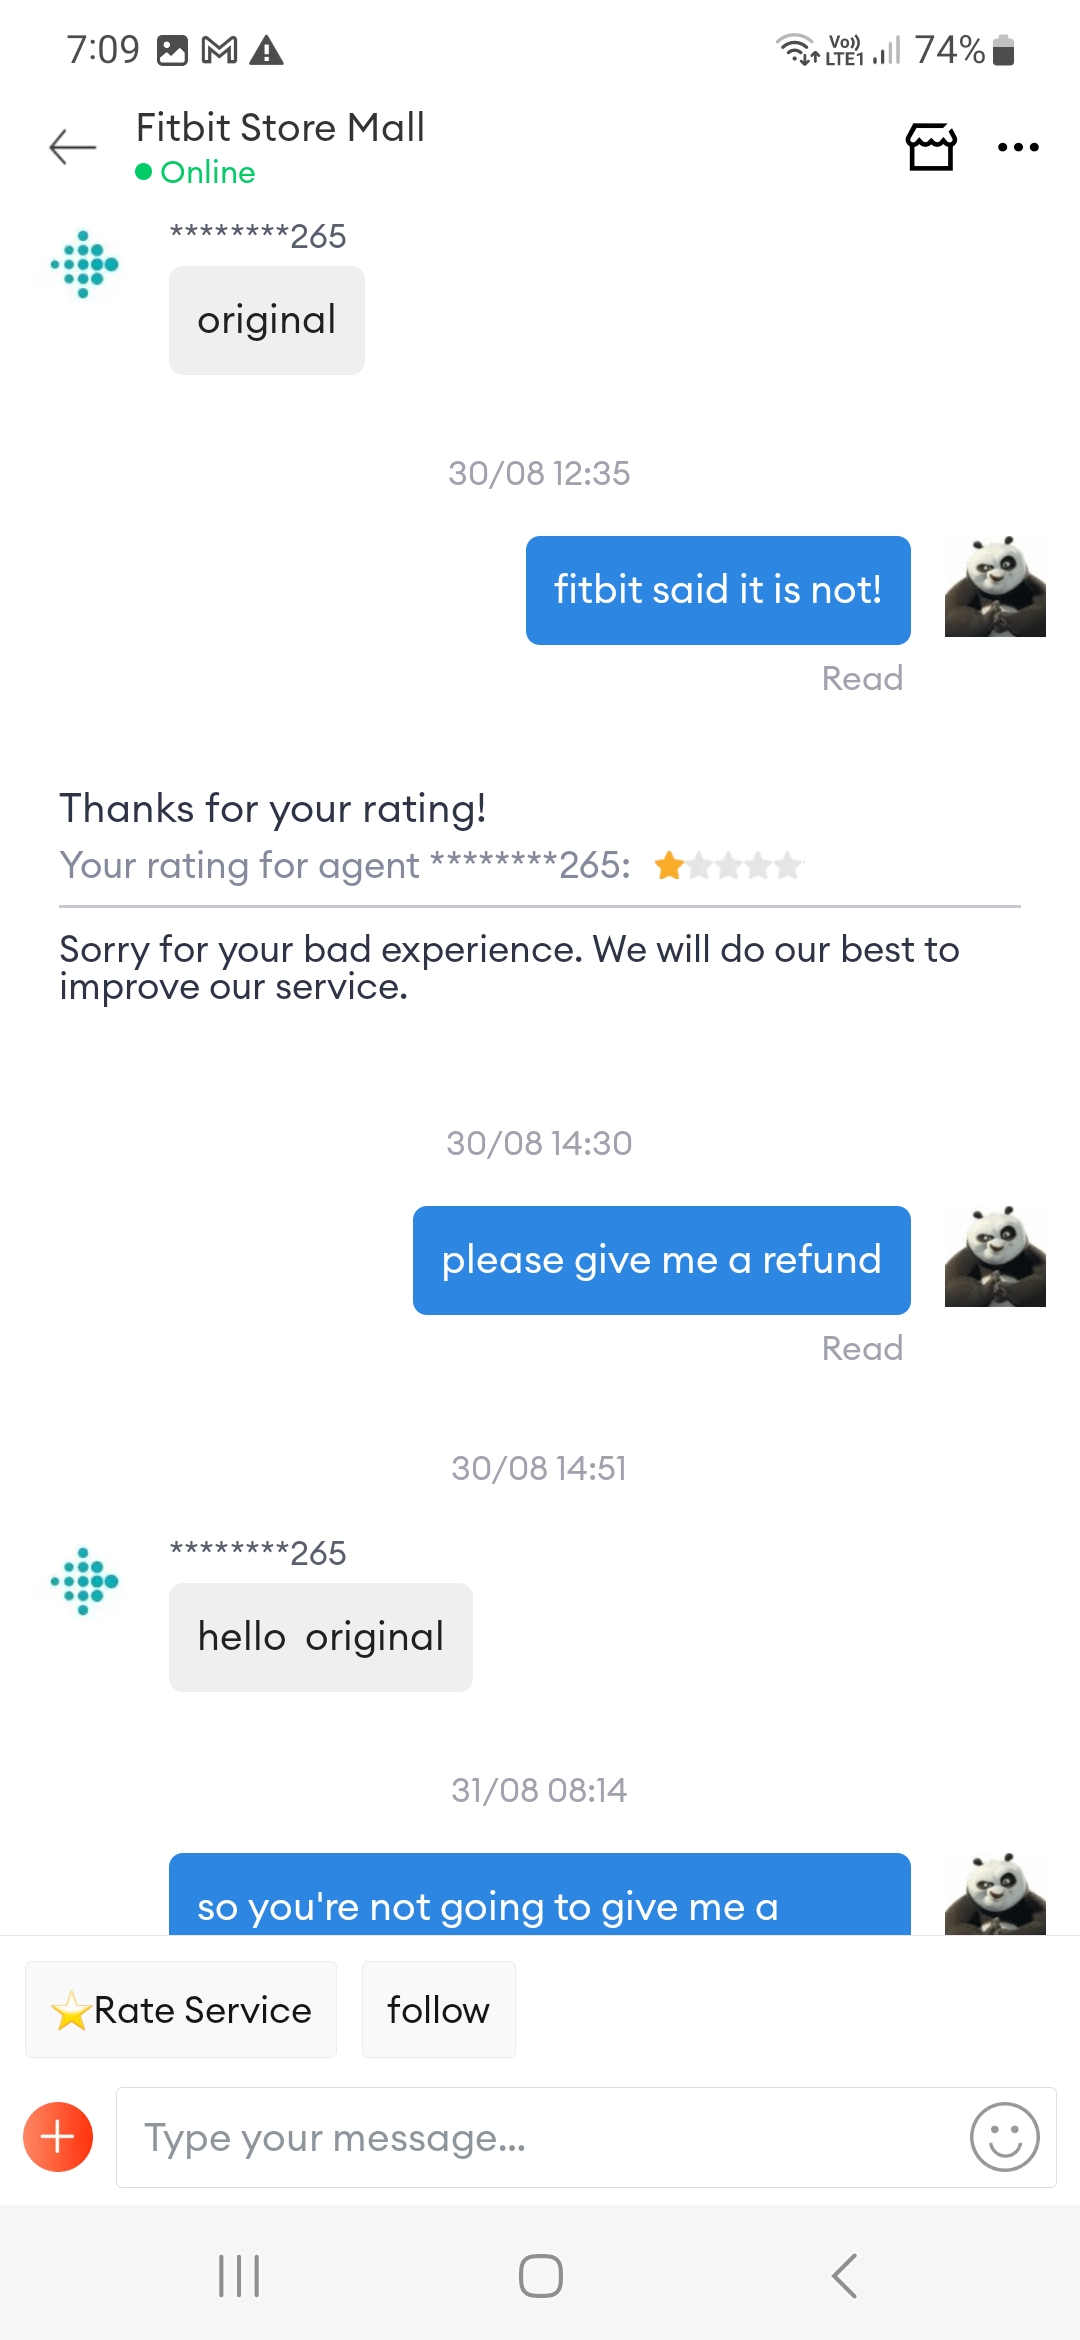 7:09
Vo)) LTE1 74%
Fitbit Store Mall
Online
********265
original
30/08 12:35
fitbit said it is not!
Read
Thanks for your rating!
Your rating for agent ********265:
Sorry for your bad experience. We will do our best to
improve our service.
30/08 14:30
please give me a refund
Read
30/08 14:51
********265
hello  original
31/08 08:14
so you're not going to give me a
⭐Rate Service
follow
Type your message...